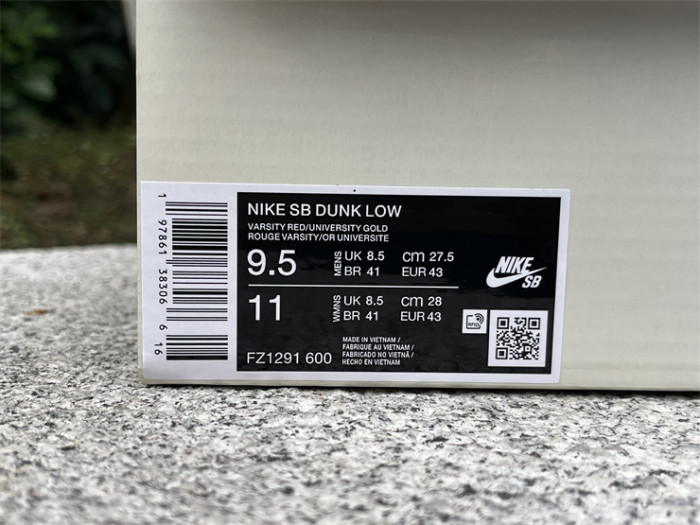 1 97861 38306 6 16
NIKE SB DUNK LOW
VARSITY RED/UNIVERSITY GOLD
ROUGE VARSITY/OR UNIVERSITE
9.5 MENS UK 8.5 cm 27.5
BR 41 EUR 43
11 WMNS UK 8.5 cm 28
BR 41 EUR 43
NIKE
SB
RFID
MADE IN VIETNAM /
FABRIQUE AU VIETNAM /
FABRICADO NO VIETNÃ /
HECHO EN VIETNAM
FZ1291 600